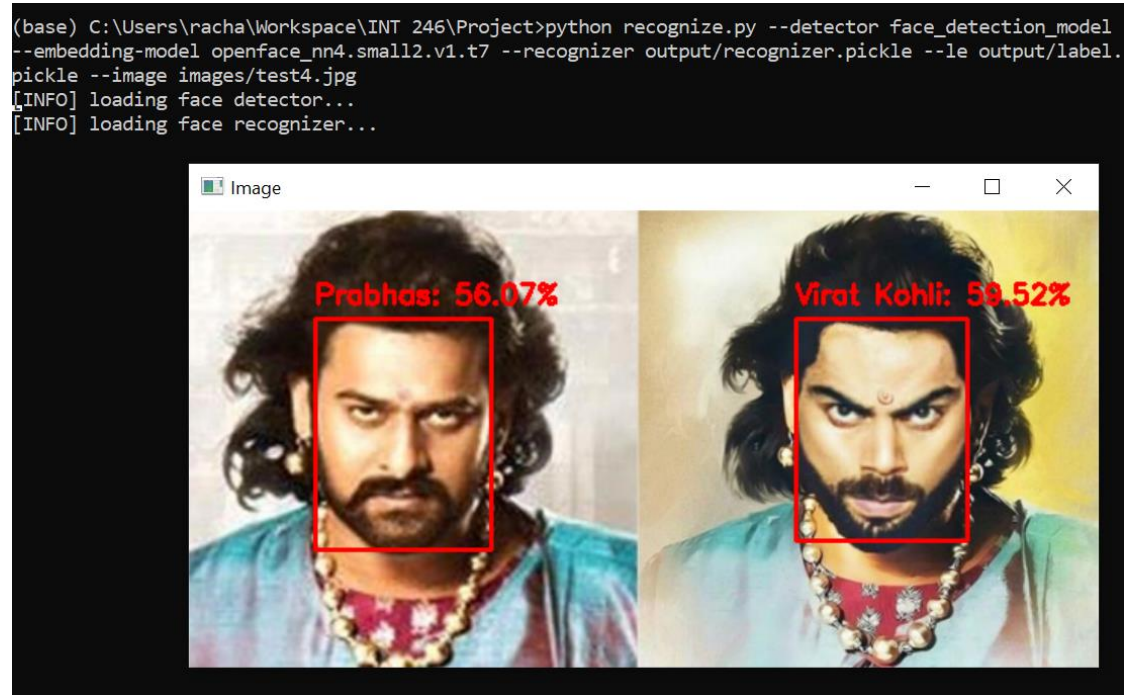 (base) C:\Users\racha\Workspace\INT 246\Project>python recognize.py --detector face_detection_model
--embedding-model openface_nn4.small2.v1.t7 --recognizer output/recognizer.pickle --le output/label.
pickle --image images/test4.jpg
[INFO] loading face detector...
[INFO] loading face recognizer...
Image
Prabhas: 56.07%
Virat Kohli: 59.52%